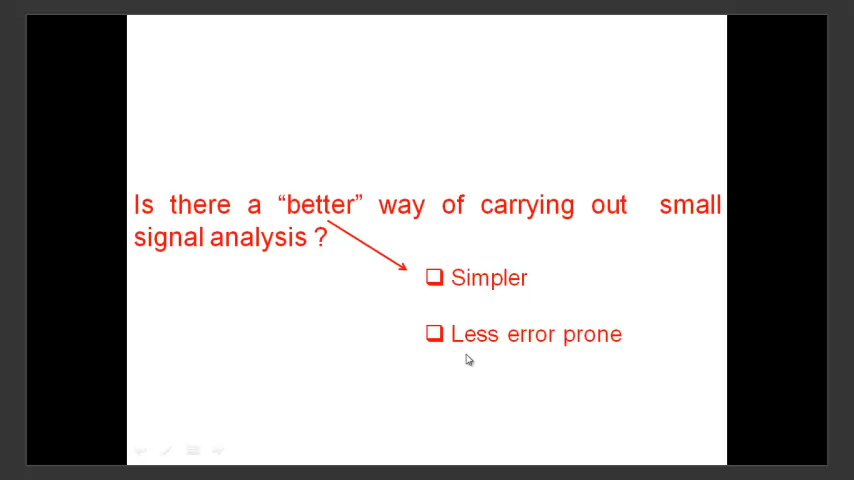 Is there a “better” way of carrying out small
signal analysis ?
❑ Simpler
❑ Less error prone